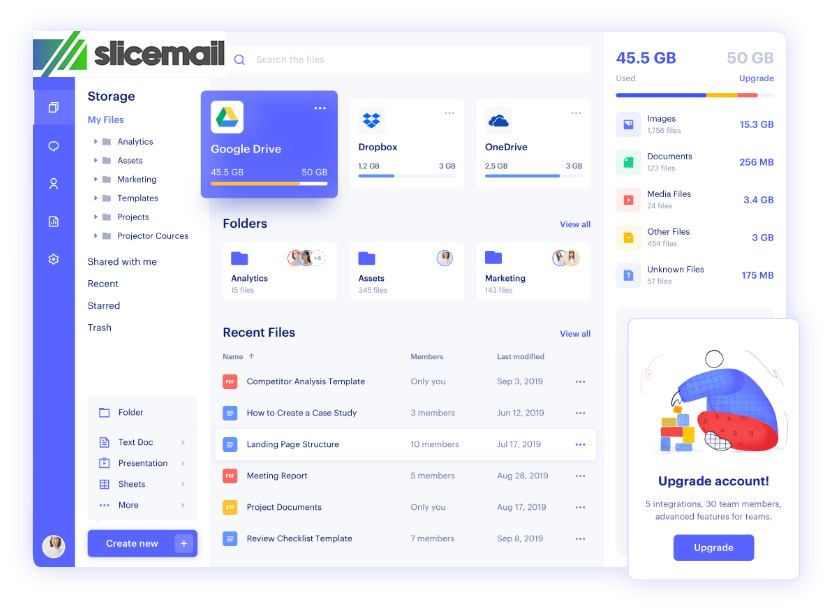 slicemail
Search the files
Storage
My Files
Analytics
Assets
Marketing
Templates
Projects
Projector Cources
Shared with me
Recent
Starred
Trash
Folder
Text Doc
Presentation
Sheets
More
Create new +
Google Drive
45.5 GB 50 GB
Dropbox
1,2 GB 3 GB
OneDrive
2,5 GB 3 GB
Folders View all
Analytics
15 files
+4
Assets
345 files
Marketing
143 files
Recent Files View all
Name ↑ Members Last modified
PDF Competitor Analysis Template Only you Sep 3, 2019
How to Create a Case Study 3 members Jun 12, 2019
Landing Page Structure 10 members Jul 17, 2019
PDF Meeting Report 5 members Aug 28, 2019
Project Documents Only you Aug 17, 2019
Review Checklist Template 7 members Sep 8, 2019
45.5 GB 50 GB
Used Upgrade
Images
1,756 files
15.3 GB
Documents
123 files
256 MB
Media Files
24 files
3.4 GB
Other Files
454 files
3 GB
Unknown Files
57 files
175 MB
?
Upgrade account!
5 integrations, 30 team members,
advanced features for teams.
Upgrade